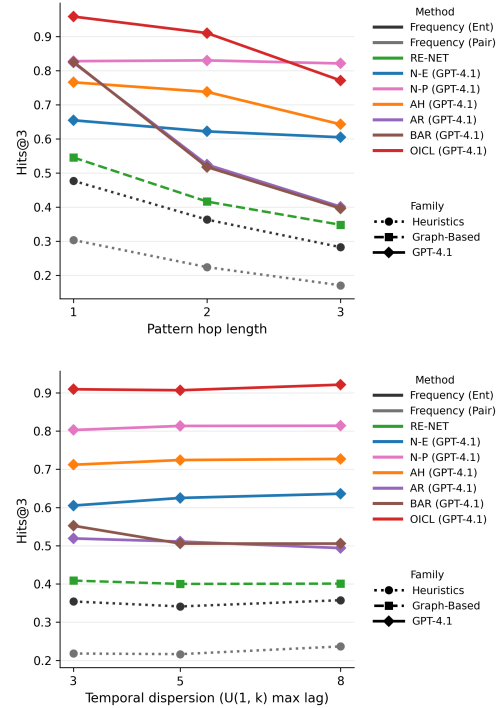 Method
Frequency (Ent)
Frequency (Pair)
RE-NET
N-E (GPT-4.1)
N-P (GPT-4.1)
AH (GPT-4.1)
AR (GPT-4.1)
BAR (GPT-4.1)
OICL (GPT-4.1)
Family
Heuristics
Graph-Based
GPT-4.1
Hits@3
0.9
0.8
0.7
0.6
0.5
0.4
0.3
0.2
1 2 3
Pattern hop length
Method
Frequency (Ent)
Frequency (Pair)
RE-NET
N-E (GPT-4.1)
N-P (GPT-4.1)
AH (GPT-4.1)
AR (GPT-4.1)
BAR (GPT-4.1)
OICL (GPT-4.1)
Family
Heuristics
Graph-Based
GPT-4.1
Hits@3
0.9
0.8
0.7
0.6
0.5
0.4
0.3
0.2
3 5 8
Temporal dispersion (U(1, k) max lag)